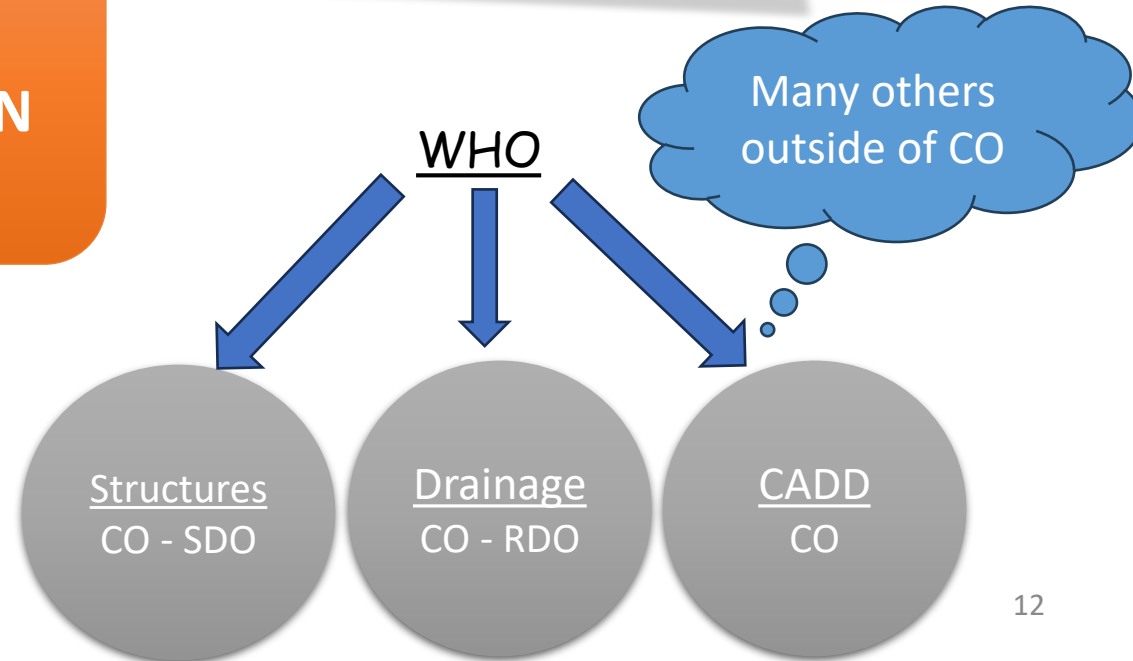 N
WHO
Many others
outside of CO
Structures
CO - SDO
Drainage
CO - RDO
CADD
CO
12